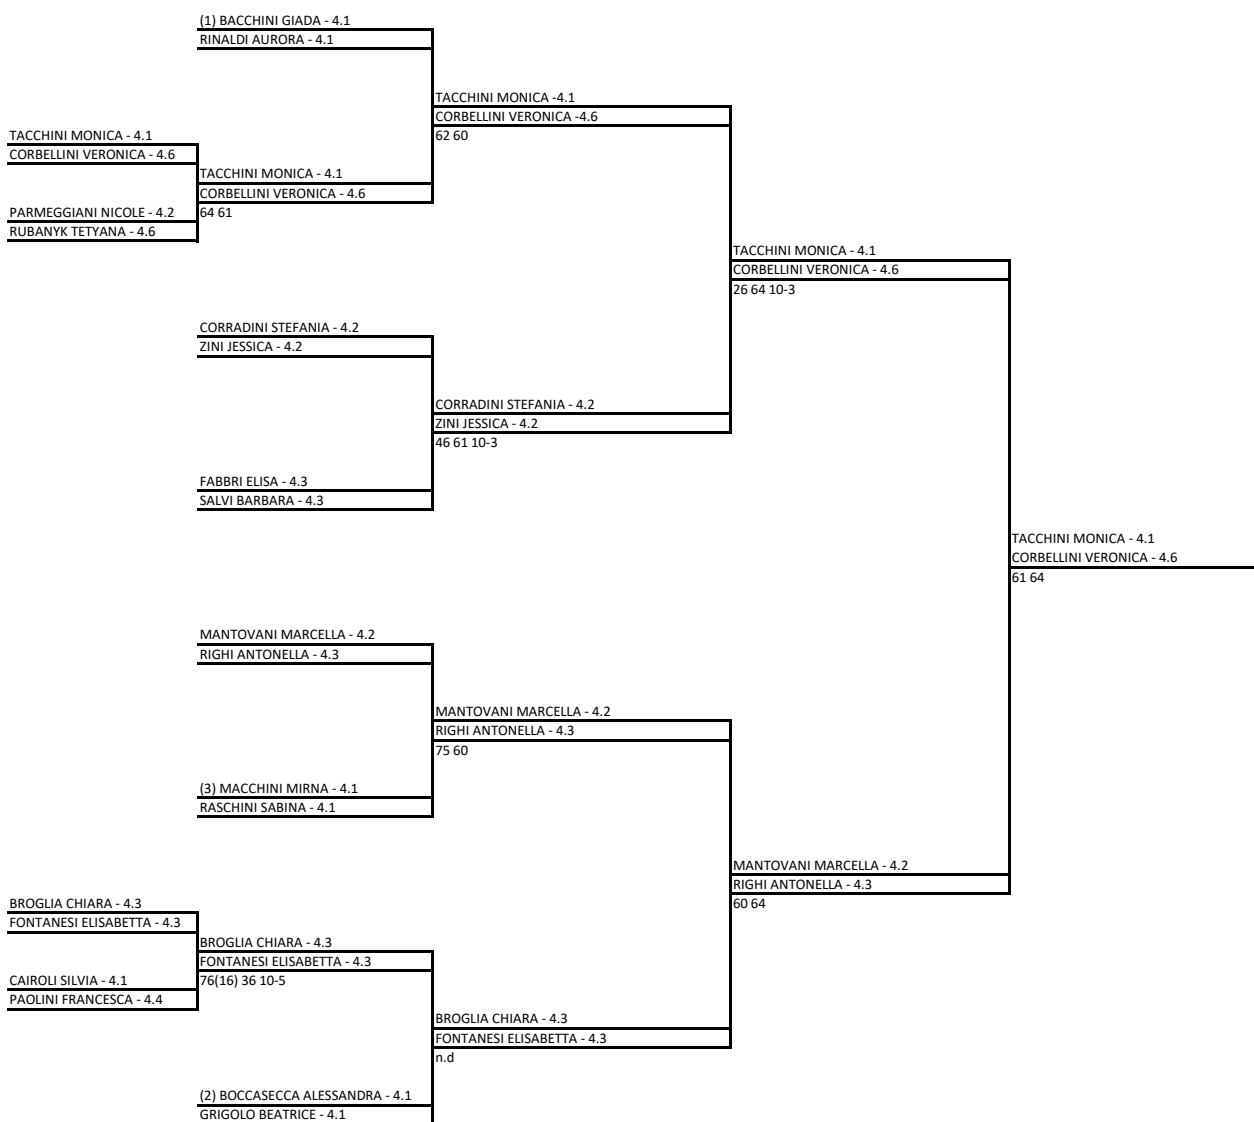 (1) BACCHINI GIADA - 4.1
RINALDI AURORA - 4.1
TACCHINI MONICA -4.1
CORBELLINI VERONICA -4.6
62 60
TACCHINI MONICA - 4.1
CORBELLINI VERONICA - 4.6
TACCHINI MONICA - 4.1
CORBELLINI VERONICA - 4.6
64 61
PARMEGGIANI NICOLE - 4.2
RUBANYK TETYANA - 4.6
TACCHINI MONICA - 4.1
CORBELLINI VERONICA - 4.6
26 64 10-3
CORRADINI STEFANIA - 4.2
ZINI JESSICA - 4.2
CORRADINI STEFANIA - 4.2
ZINI JESSICA - 4.2
46 61 10-3
FABBRI ELISA - 4.3
SALVI BARBARA - 4.3
TACCHINI MONICA - 4.1
CORBELLINI VERONICA - 4.6
61 64
MANTOVANI MARCELLA - 4.2
RIGHI ANTONELLA - 4.3
MANTOVANI MARCELLA - 4.2
RIGHI ANTONELLA - 4.3
75 60
(3) MACCHINI MIRNA - 4.1
RASCHINI SABINA - 4.1
MANTOVANI MARCELLA - 4.2
RIGHI ANTONELLA - 4.3
60 64
BROGLIA CHIARA - 4.3
FONTANESI ELISABETTA - 4.3
BROGLIA CHIARA - 4.3
FONTANESI ELISABETTA - 4.3
76(16) 36 10-5
CAIROLI SILVIA - 4.1
PAOLINI FRANCESCA - 4.4
BROGLIA CHIARA - 4.3
FONTANESI ELISABETTA - 4.3
n.d
(2) BOCCASECCA ALESSANDRA - 4.1
GRIGOLO BEATRICE - 4.1